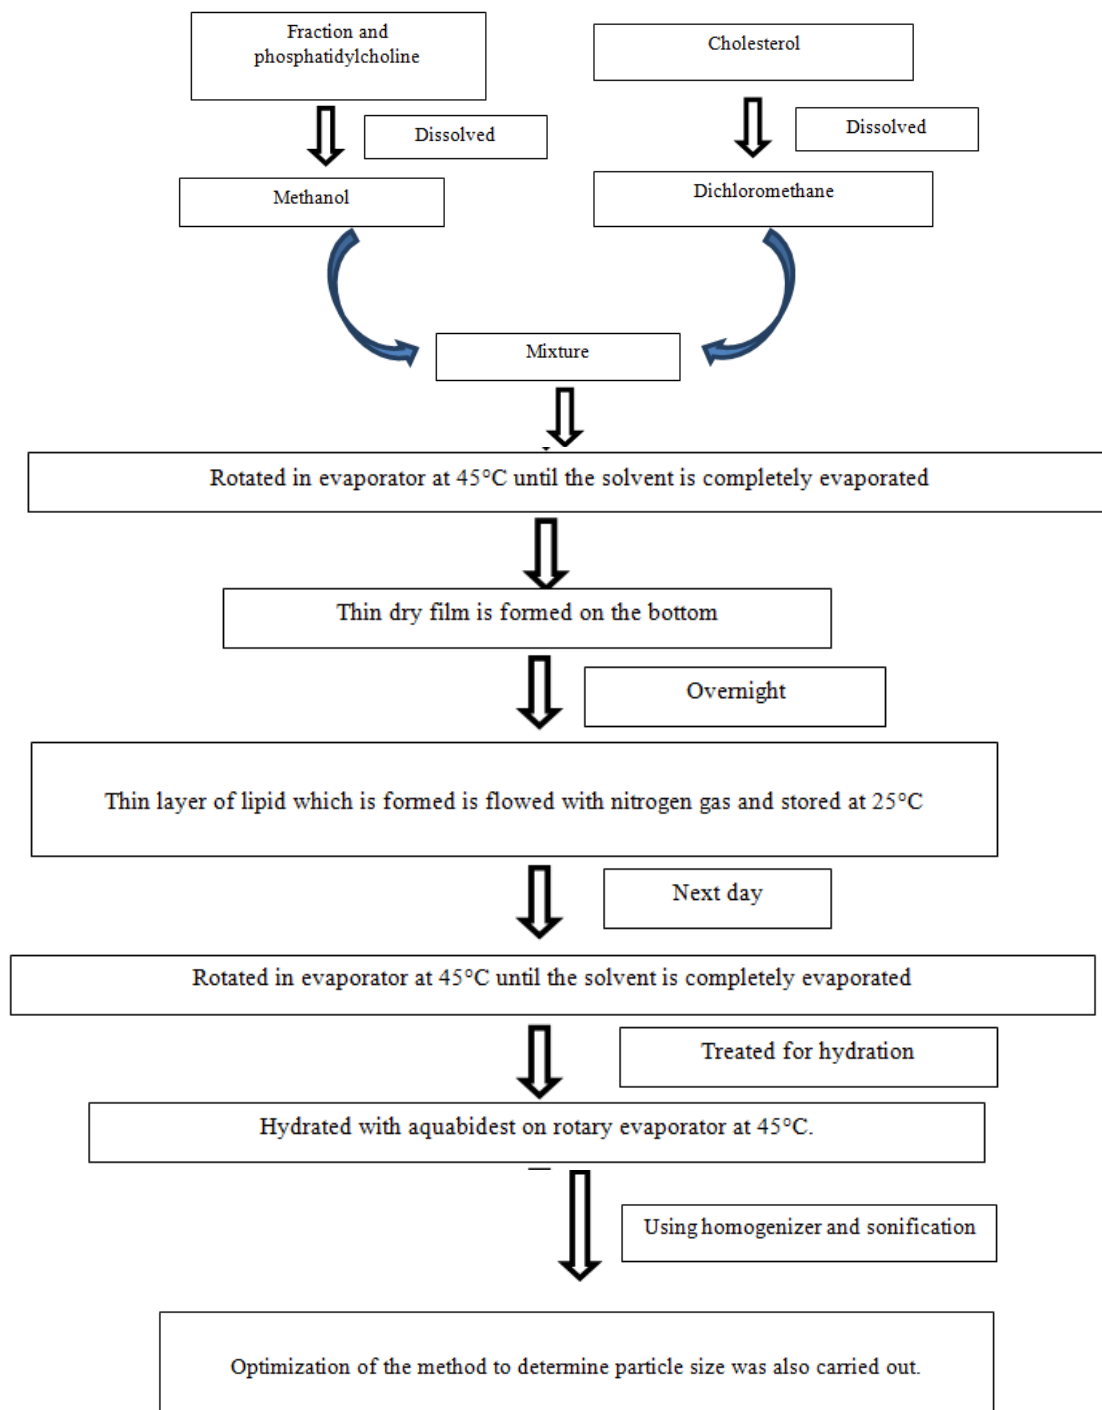 Fraction and
phosphatidylcholine
Cholesterol
Dissolved
Dissolved
Methanol
Dichloromethane
Mixture
Rotated in evaporator at 45°C until the solvent is completely evaporated
Thin dry film is formed on the bottom
Overnight
Thin layer of lipid which is formed is flowed with nitrogen gas and stored at 25°C
Next day
Rotated in evaporator at 45°C until the solvent is completely evaporated
Treated for hydration
Hydrated with aquabidest on rotary evaporator at 45°C.
Using homogenizer and sonification
Optimization of the method to determine particle size was also carried out.